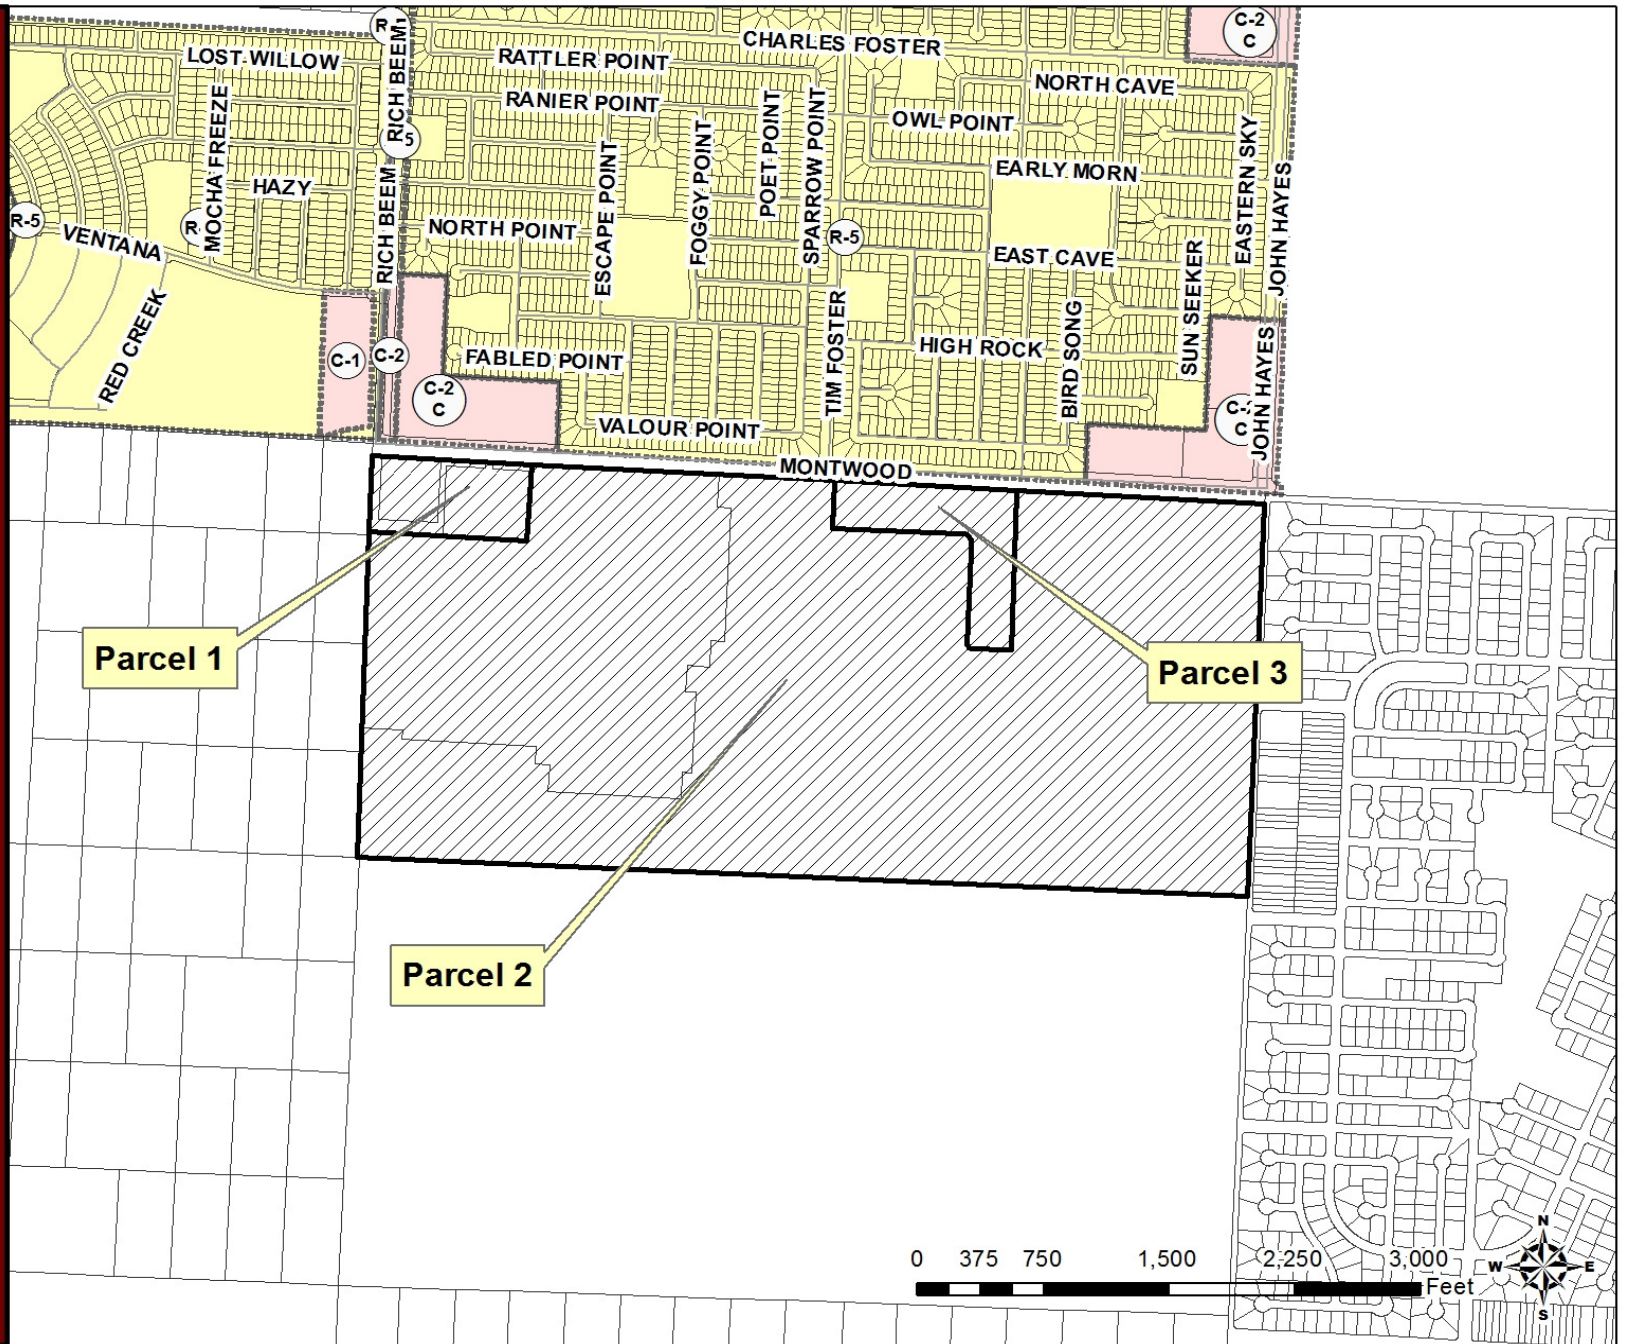 R-
C-2
C
CHARLES FOSTER
LOST WILLOW
RATTLER POINT
RICH BEEM
NORTH CAVE
RANIER POINT
OWL POINT
MOCHA FREEZE
POET POINT
SPARROW POINT
5
FOGGY POINT
ESCAPE POINT
EARLY MORN
EASTERN SKY
JOHN HAYES
HAZY
RICH BEEM
R-5
R-
VENTANA
NORTH POINT
R-5
EAST CAVE
SUN SEEKER
RED CREEK
TIM FOSTER
BIRD SONG
HIGH ROCK
C-1
C-2
FABLED POINT
C-2
C
JOHN HAYES
C-
C
VALOUR POINT
MONTWOOD
Parcel 1
Parcel 3
Parcel 2
N
W
E
S
0 375 750 1,500 2,250 3,000
Feet